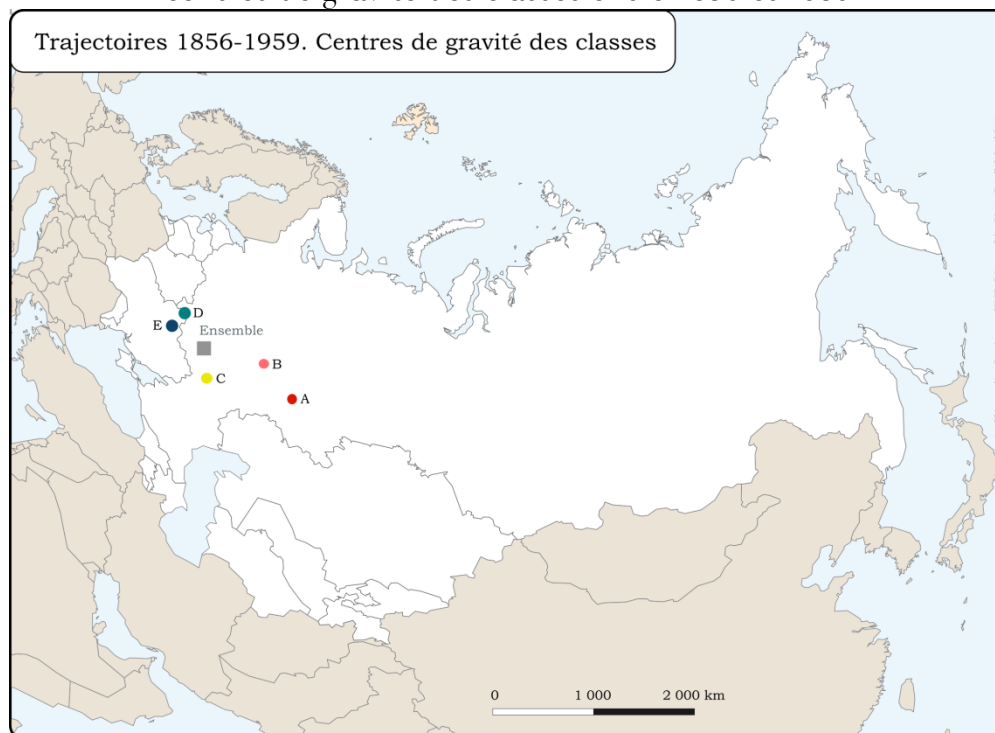 Trajectoires 1856-1959. Centres de gravité des classes
D
E
Ensemble
B
C
A
0 1 000 2 000 km